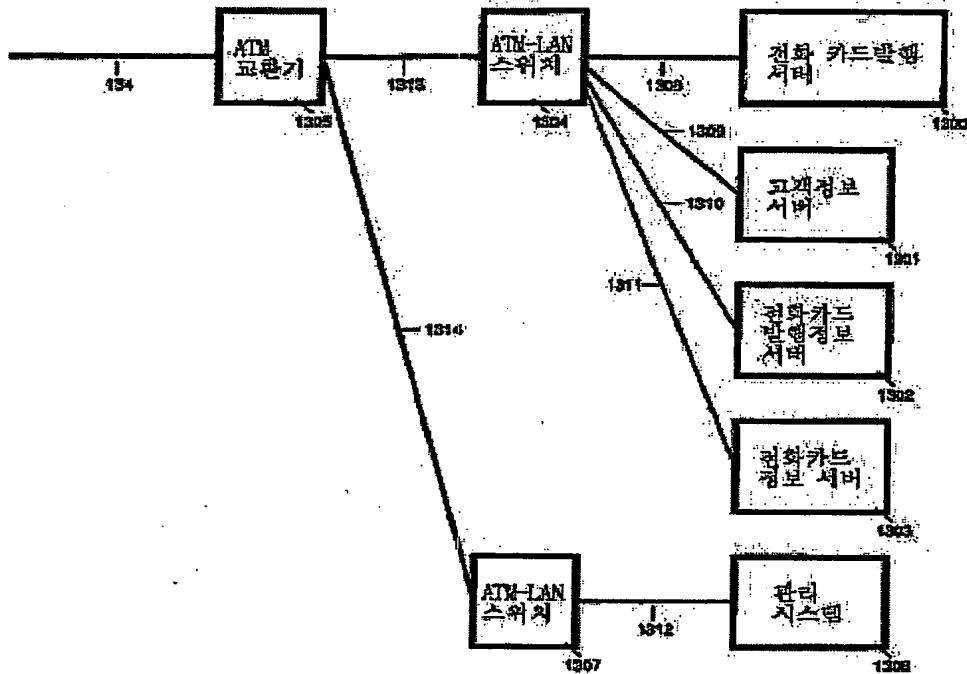 ATM
교환기
134
1305
1313
ATM-LAN
스위치
1304
전화 카드발행
서버
1300
1309
고객정보
서버
1301
1310
전화카드
발행정보
서버
1302
1311
전화카드
정보 서버
1303
1314
ATM-LAN
스위치
1307
1312
관리
시스템